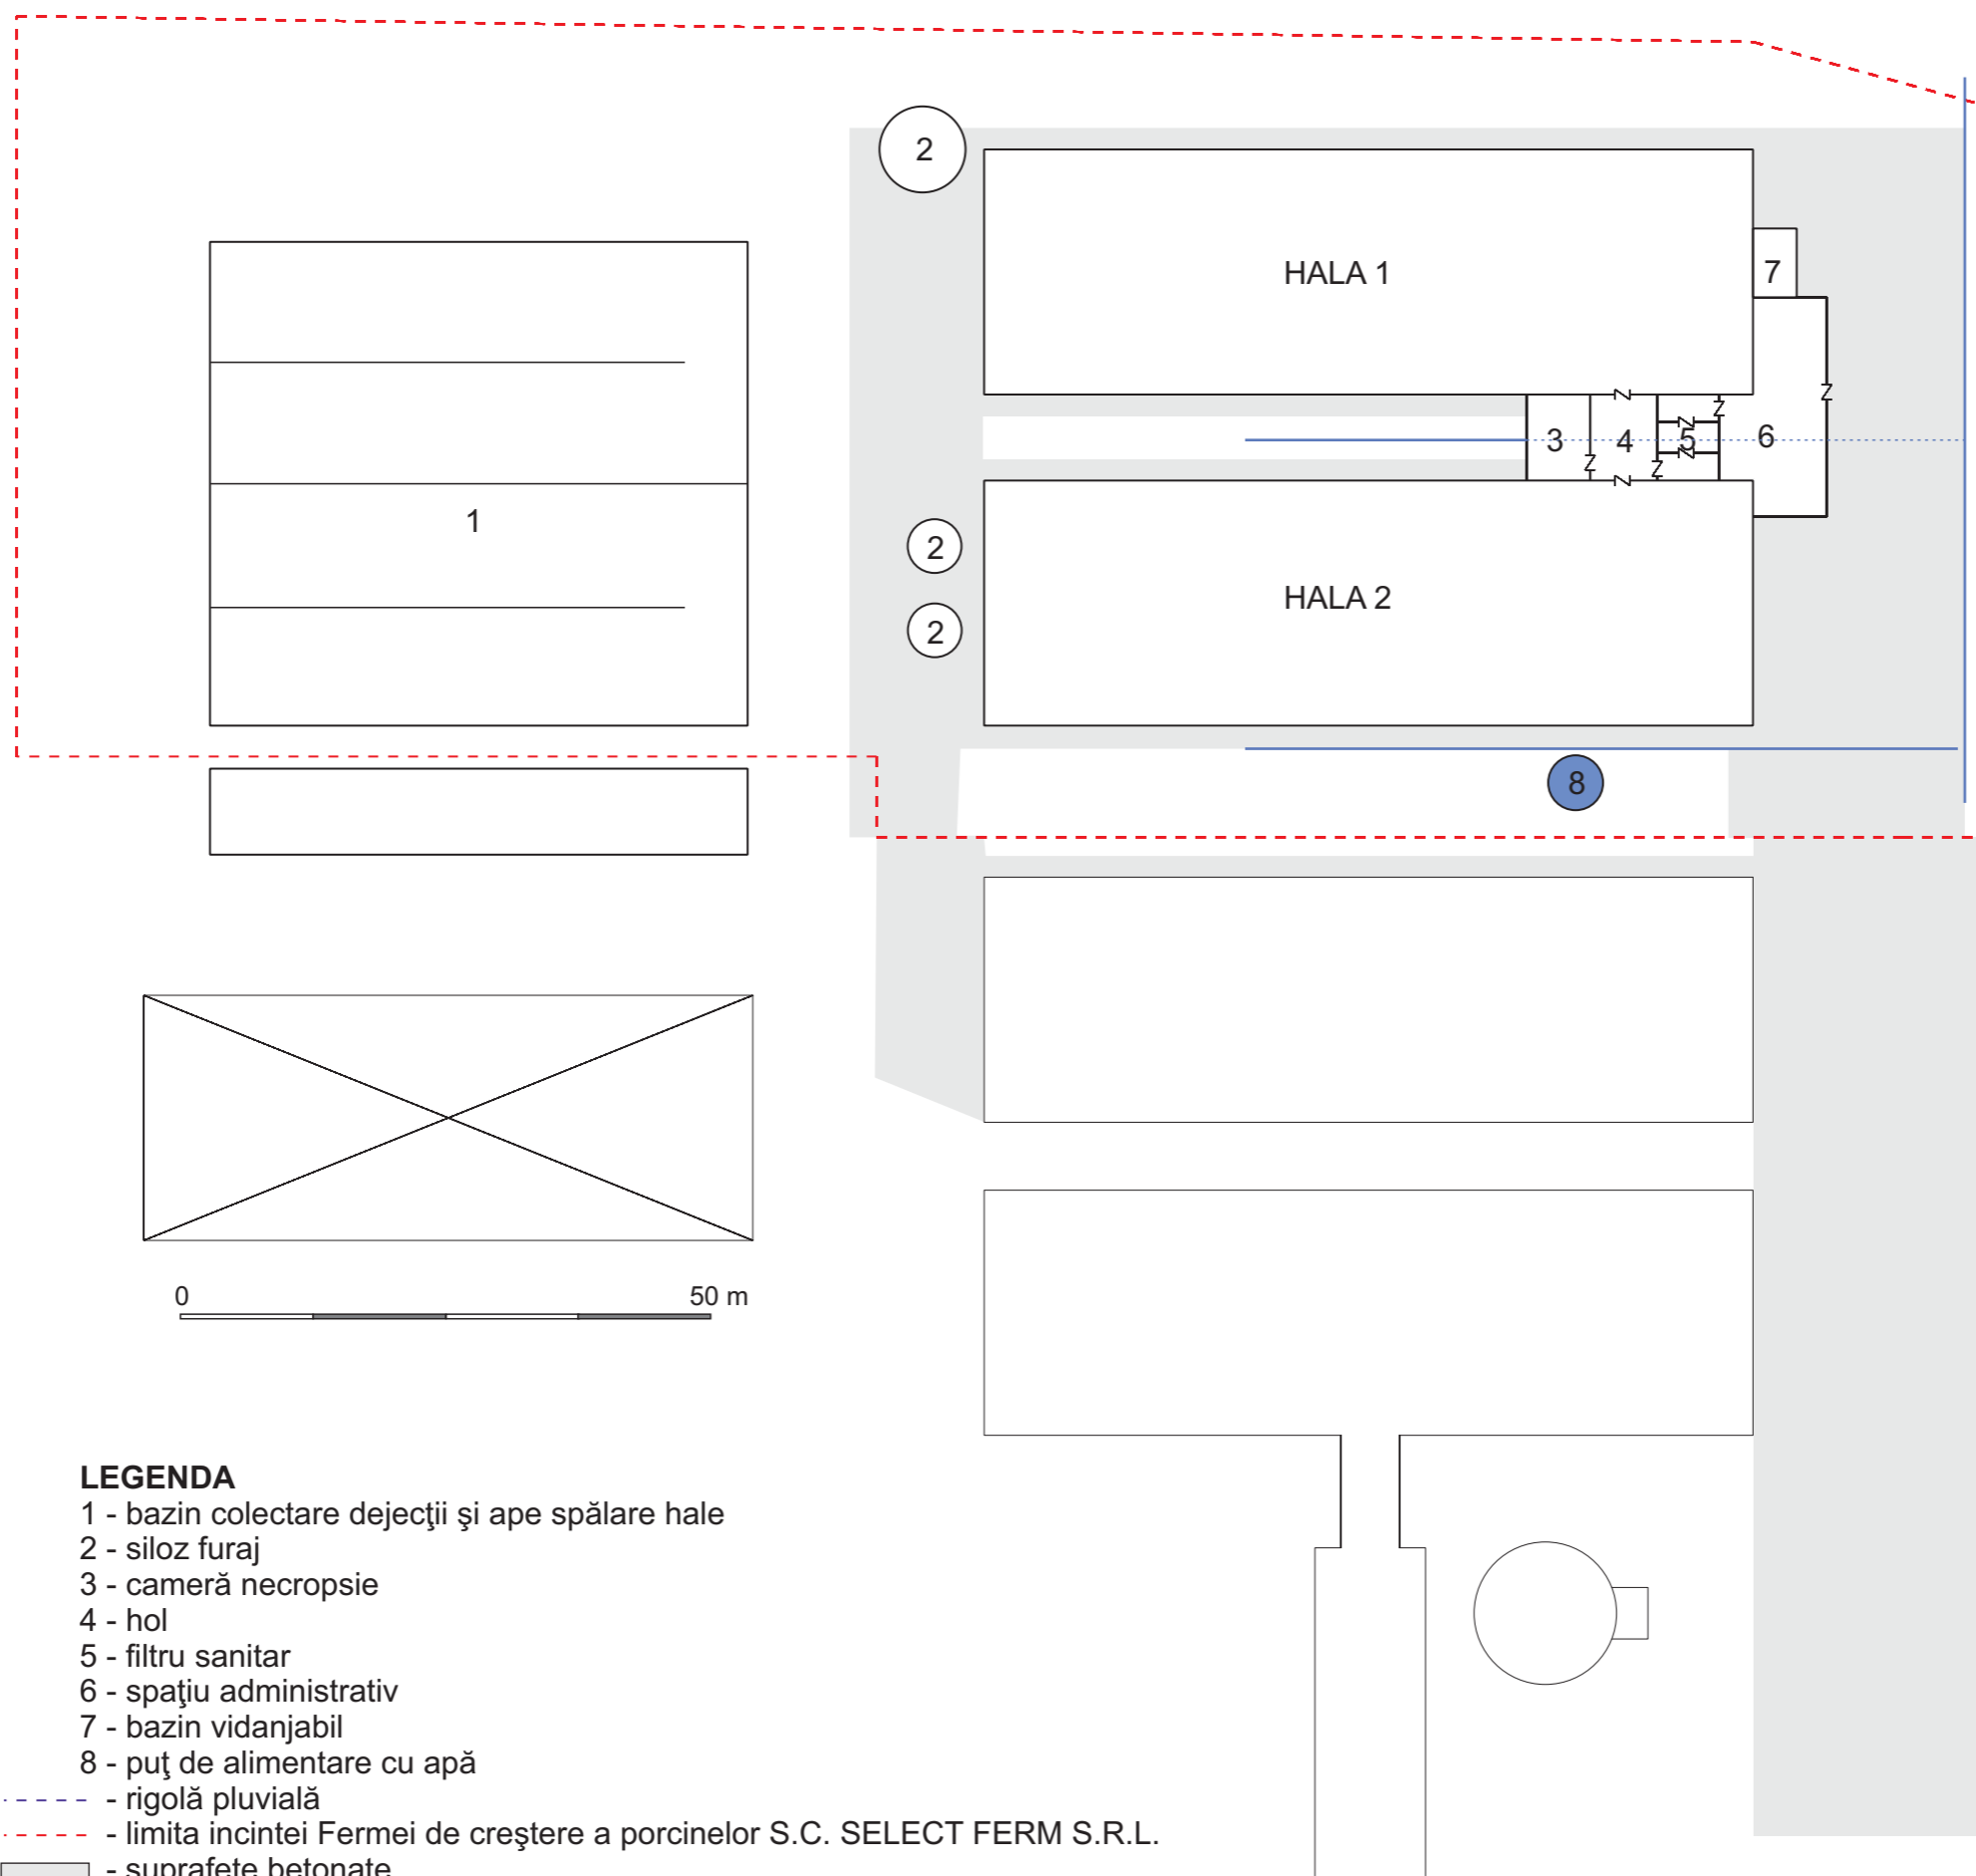 2
HALA 1
7
3
4
5
6
1
2
HALA 2
2
8
0
50 m
LEGENDA
1 - bazin colectare dejecţii şi ape spălare hale
2 - siloz furaj
3 - cameră necropsie
4 - hol
5 - filtru sanitar
6 - spaţiu administrativ
7 - bazin vidanjabil
8 - puţ de alimentare cu apă
- rigolă pluvială
- limita incintei Fermei de creştere a porcinelor S.C. SELECT FERM S.R.L.
- suprafeţe betonate